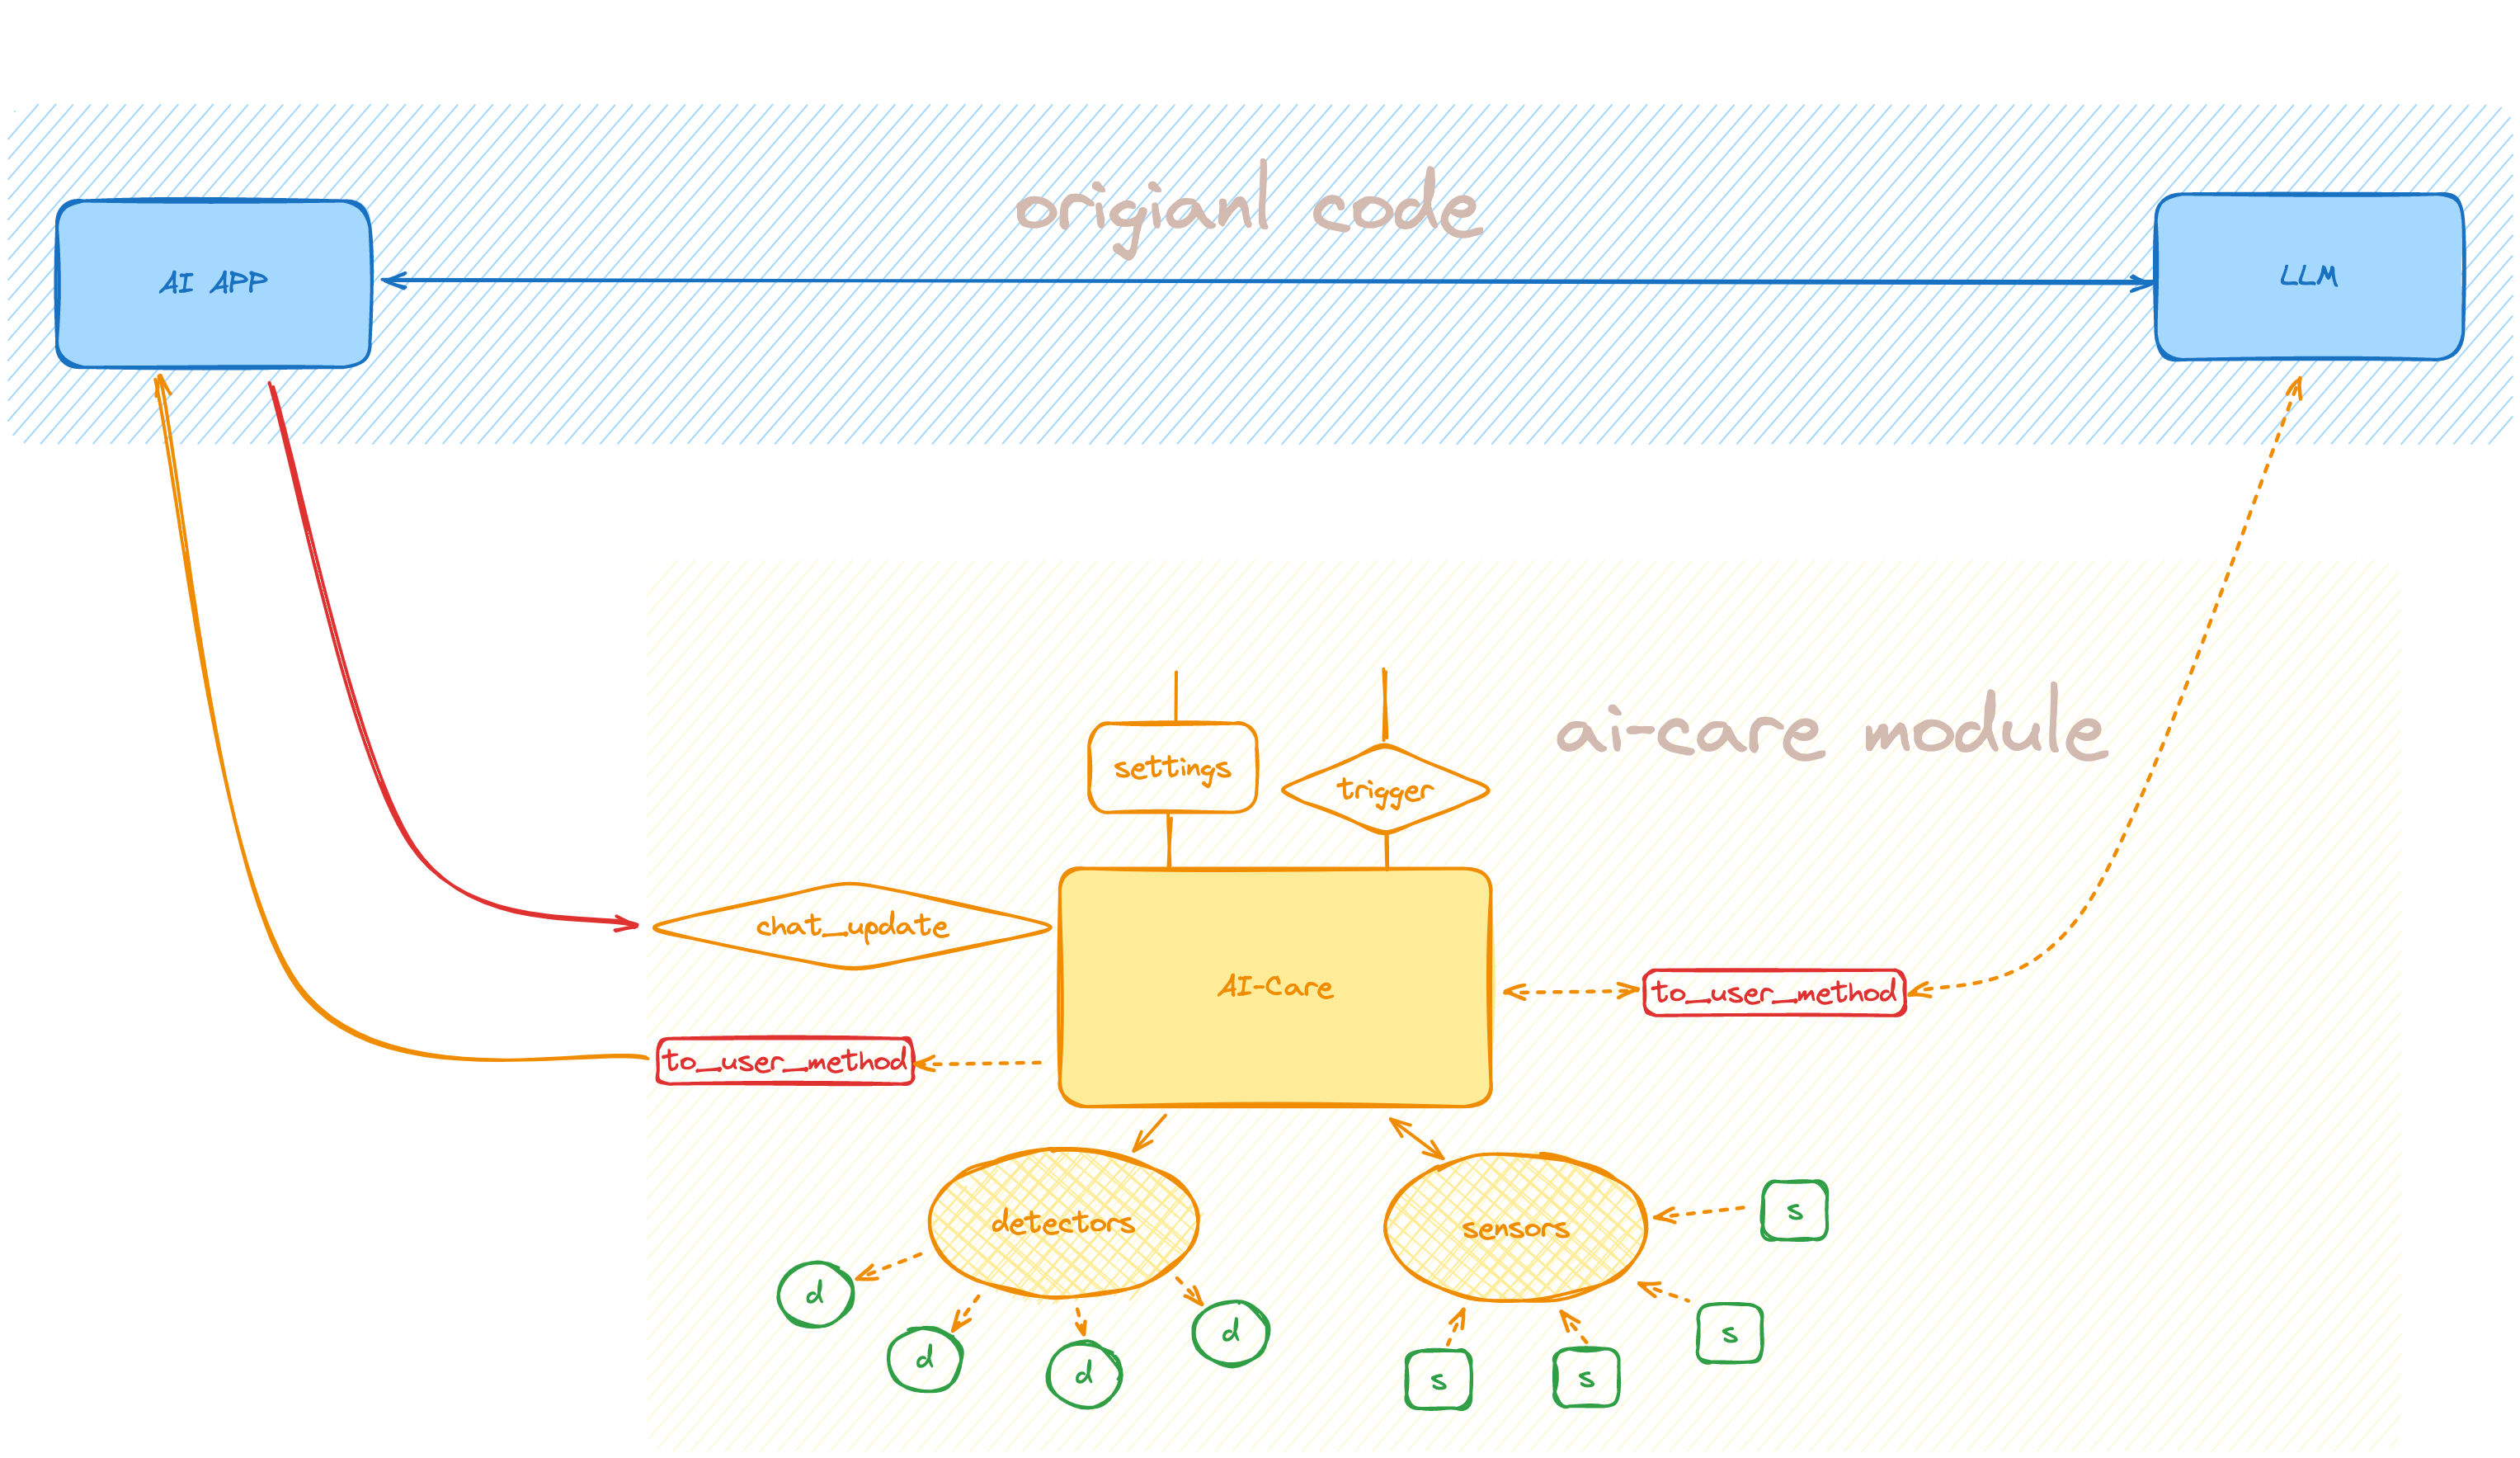 origianl code
AI APP
LLM
ai-care module
settings
trigger
chat_update
AI-Care
to_user_method
to_user_method
detectors
sensors
s
d
d
s
d
d
s
s